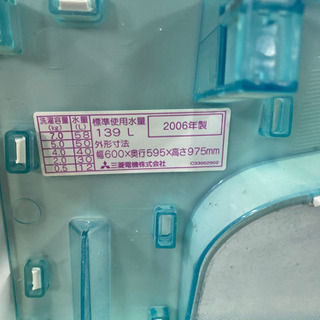 洗濯容量 水量
(kg) (L)
7.0 58
5.0 50
4.0 40
2.0 30
0.5 12
標準使用水量
139 L
2006年製
外形寸法
幅600×奥行595×高さ975mm
三菱電機株式会社